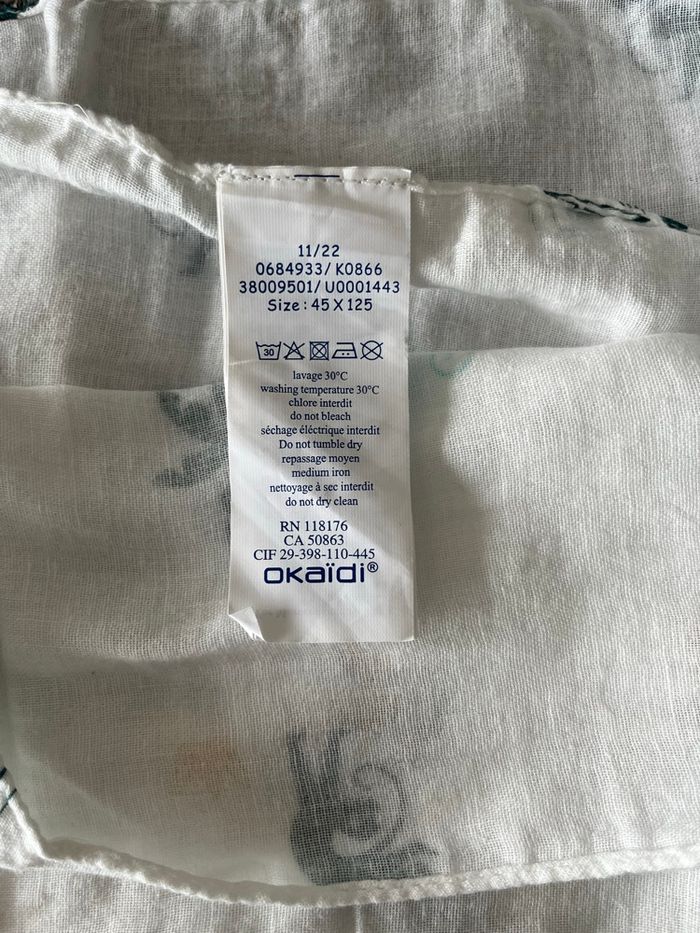 11/22
0684933/ K0866
38009501/ U0001443
Size : 45 X 125
30
lavage 30°C
washing temperature 30°C
chlore interdit
do not bleach
séchage éléctrique interdit
Do not tumble dry
repassage moyen
medium iron
nettoyage à sec interdit
do not dry clean
RN 118176
CA 50863
CIF 29-398-110-445
okaïdi®